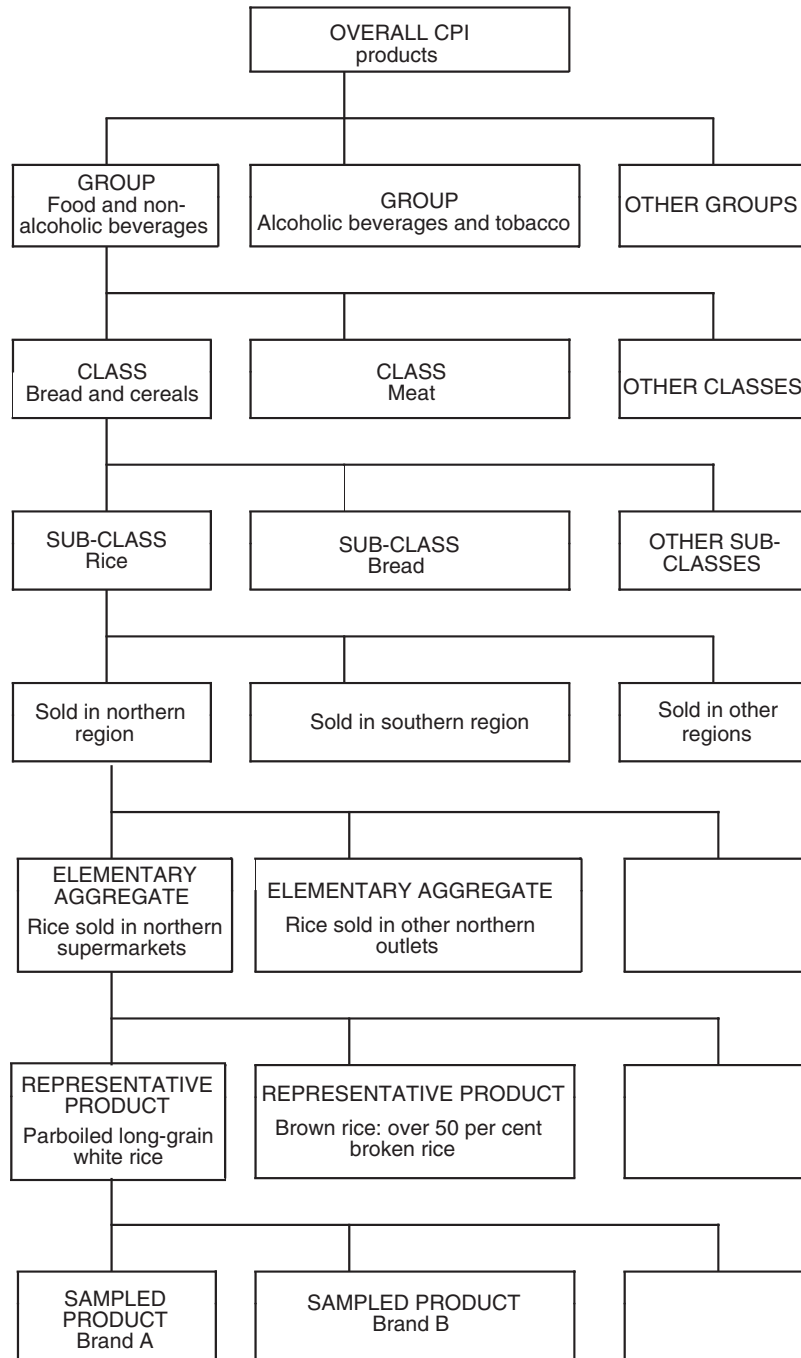 OVERALL CPI
products
GROUP
Food and non-
alcoholic beverages
GROUP
Alcoholic beverages and tobacco
OTHER GROUPS
CLASS
Bread and cereals
CLASS
Meat
OTHER CLASSES
SUB-CLASS
Rice
SUB-CLASS
Bread
OTHER SUB-
CLASSES
Sold in northern
region
Sold in southern region
Sold in other
regions
ELEMENTARY
AGGREGATE
Rice sold in northern
supermarkets
ELEMENTARY AGGREGATE
Rice sold in other northern
outlets
REPRESENTATIVE
PRODUCT
Parboiled long-grain
white rice
REPRESENTATIVE PRODUCT
Brown rice: over 50 per cent
broken rice
SAMPLED
PRODUCT
Brand A
SAMPLED PRODUCT
Brand B